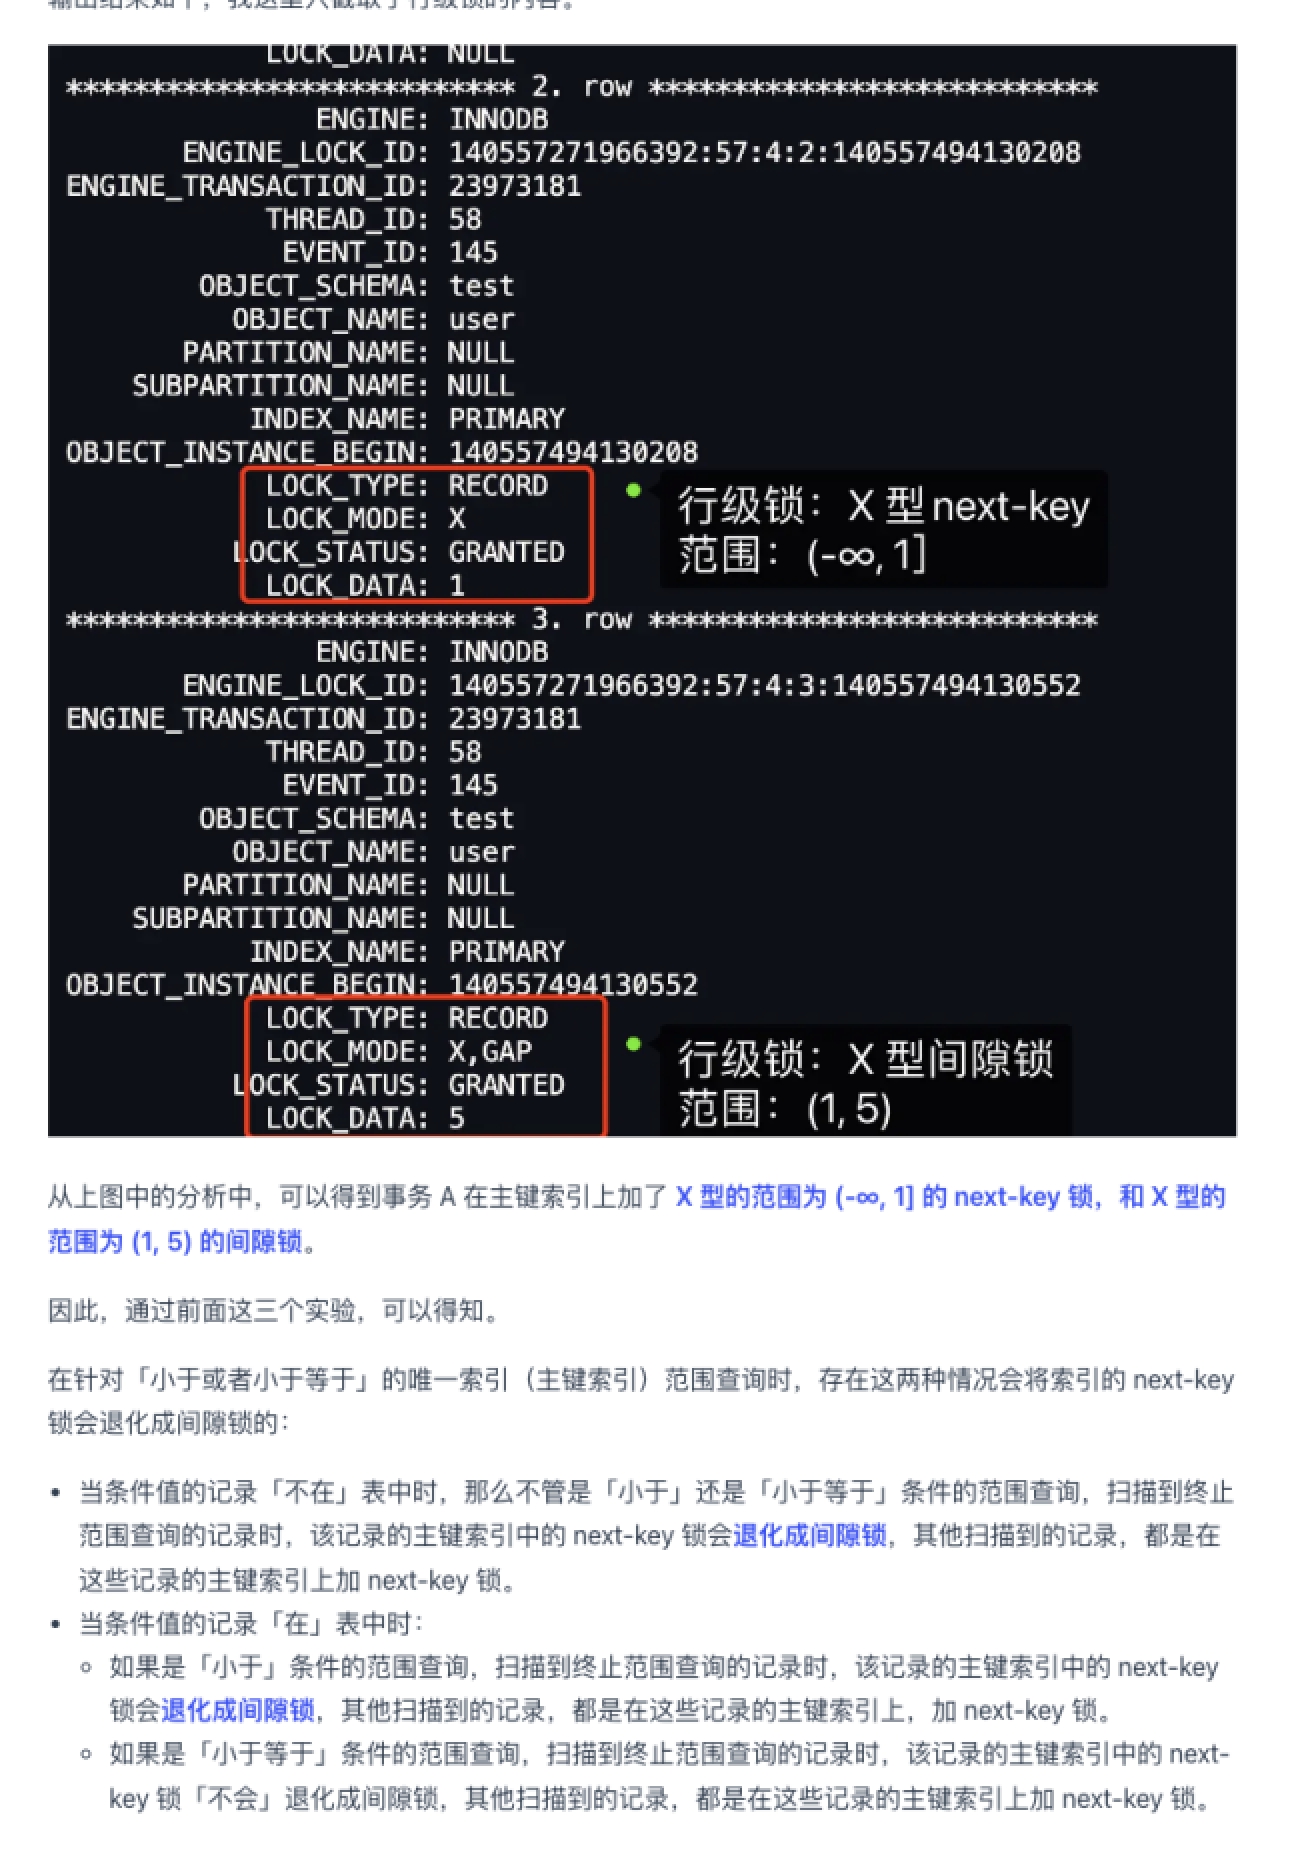 输出结果如下，我这里只截取了行级锁的内容。
LOCK_DATA: NULL
*************************** 2. row ***************************
ENGINE: INNODB
ENGINE_LOCK_ID: 140557271966392:57:4:2:140557494130208
ENGINE_TRANSACTION_ID: 23973181
THREAD_ID: 58
EVENT_ID: 145
OBJECT_SCHEMA: test
OBJECT_NAME: user
PARTITION_NAME: NULL
SUBPARTITION_NAME: NULL
INDEX_NAME: PRIMARY
OBJECT_INSTANCE_BEGIN: 140557494130208
LOCK_TYPE: RECORD
LOCK_MODE: X
LOCK_STATUS: GRANTED
LOCK_DATA: 1
行级锁：X 型next-key
范围：(-∞, 1]
*************************** 3. row ***************************
ENGINE: INNODB
ENGINE_LOCK_ID: 140557271966392:57:4:3:140557494130552
ENGINE_TRANSACTION_ID: 23973181
THREAD_ID: 58
EVENT_ID: 145
OBJECT_SCHEMA: test
OBJECT_NAME: user
PARTITION_NAME: NULL
SUBPARTITION_NAME: NULL
INDEX_NAME: PRIMARY
OBJECT_INSTANCE_BEGIN: 140557494130552
LOCK_TYPE: RECORD
LOCK_MODE: X,GAP
LOCK_STATUS: GRANTED
LOCK_DATA: 5
行级锁：X 型间隙锁
范围：(1, 5)
从上图中的分析中，可以得到事务 A 在主键索引上加了 X 型的范围为 (-∞, 1] 的 next-key 锁，和 X 型的
范围为 (1, 5) 的间隙锁。
因此，通过前面这三个实验，可以得知。
在针对「小于或者小于等于」的唯一索引（主键索引）范围查询时，存在这两种情况会将索引的 next-key
锁会退化成间隙锁的：
• 当条件值的记录「不在」表中时，那么不管是「小于」还是「小于等于」条件的范围查询，扫描到终止
范围查询的记录时，该记录的主键索引中的 next-key 锁会退化成间隙锁，其他扫描到的记录，都是在
这些记录的主键索引上加 next-key 锁。
• 当条件值的记录「在」表中时：
◦ 如果是「小于」条件的范围查询，扫描到终止范围查询的记录时，该记录的主键索引中的 next-key
锁会退化成间隙锁，其他扫描到的记录，都是在这些记录的主键索引上，加 next-key 锁。
◦ 如果是「小于等于」条件的范围查询，扫描到终止范围查询的记录时，该记录的主键索引中的 next-
key 锁「不会」退化成间隙锁，其他扫描到的记录，都是在这些记录的主键索引上加 next-key 锁。